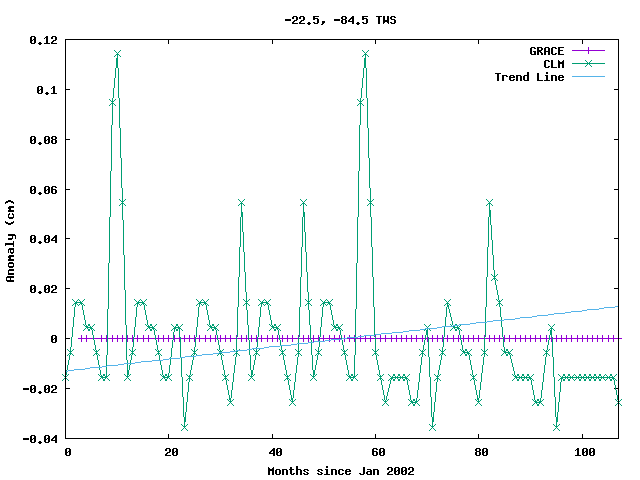 -22.5, -84.5 TWS
0.12
0.1
0.08
0.06
0.04
0.02
0
-0.02
-0.04
Anomaly (cm)
GRACE
CLM
Trend Line
0 20 40 60 80 100
Months since Jan 2002